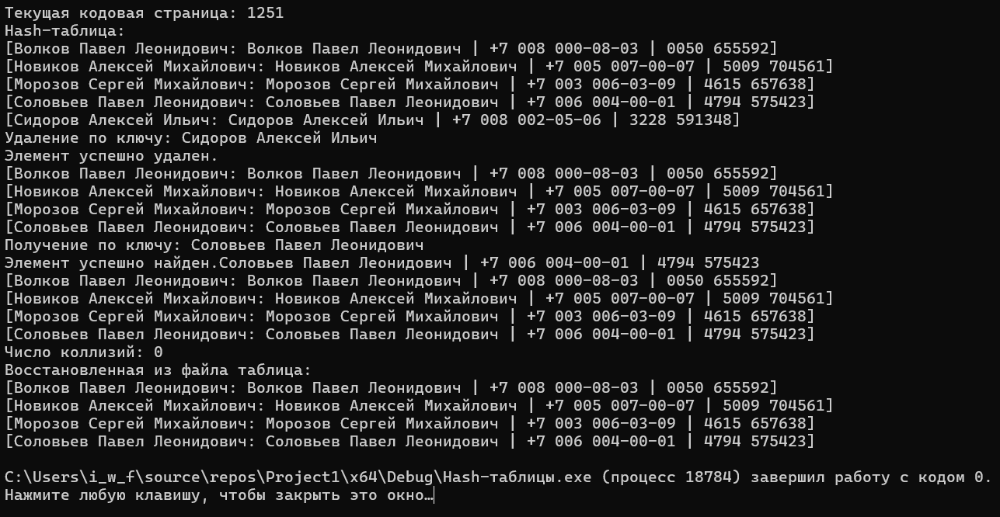 Текущая кодовая страница: 1251
Hash-таблица:
[Волков Павел Леонидович: Волков Павел Леонидович | +7 008 000-08-03 | 0050 655592]
[Новиков Алексей Михайлович: Новиков Алексей Михайлович | +7 005 007-00-07 | 5009 704561]
[Морозов Сергей Михайлович: Морозов Сергей Михайлович | +7 003 006-03-09 | 4615 657638]
[Соловьев Павел Леонидович: Соловьев Павел Леонидович | +7 006 004-00-01 | 4794 575423]
[Сидоров Алексей Ильич: Сидоров Алексей Ильич | +7 008 002-05-06 | 3228 591348]
Удаление по ключу: Сидоров Алексей Ильич
Элемент успешно удален.
[Волков Павел Леонидович: Волков Павел Леонидович | +7 008 000-08-03 | 0050 655592]
[Новиков Алексей Михайлович: Новиков Алексей Михайлович | +7 005 007-00-07 | 5009 704561]
[Морозов Сергей Михайлович: Морозов Сергей Михайлович | +7 003 006-03-09 | 4615 657638]
[Соловьев Павел Леонидович: Соловьев Павел Леонидович | +7 006 004-00-01 | 4794 575423]
Получение по ключу: Соловьев Павел Леонидович
Элемент успешно найден.Соловьев Павел Леонидович | +7 006 004-00-01 | 4794 575423
[Волков Павел Леонидович: Волков Павел Леонидович | +7 008 000-08-03 | 0050 655592]
[Новиков Алексей Михайлович: Новиков Алексей Михайлович | +7 005 007-00-07 | 5009 704561]
[Морозов Сергей Михайлович: Морозов Сергей Михайлович | +7 003 006-03-09 | 4615 657638]
[Соловьев Павел Леонидович: Соловьев Павел Леонидович | +7 006 004-00-01 | 4794 575423]
Число коллизий: 0
Восстановленная из файла таблица:
[Волков Павел Леонидович: Волков Павел Леонидович | +7 008 000-08-03 | 0050 655592]
[Новиков Алексей Михайлович: Новиков Алексей Михайлович | +7 005 007-00-07 | 5009 704561]
[Морозов Сергей Михайлович: Морозов Сергей Михайлович | +7 003 006-03-09 | 4615 657638]
[Соловьев Павел Леонидович: Соловьев Павел Леонидович | +7 006 004-00-01 | 4794 575423]
C:\Users\i_w_f\source\repos\Project1\x64\Debug\Hash-таблицы.exe (процесс 18784) завершил работу с кодом 0.
Нажмите любую клавишу, чтобы закрыть это окно…